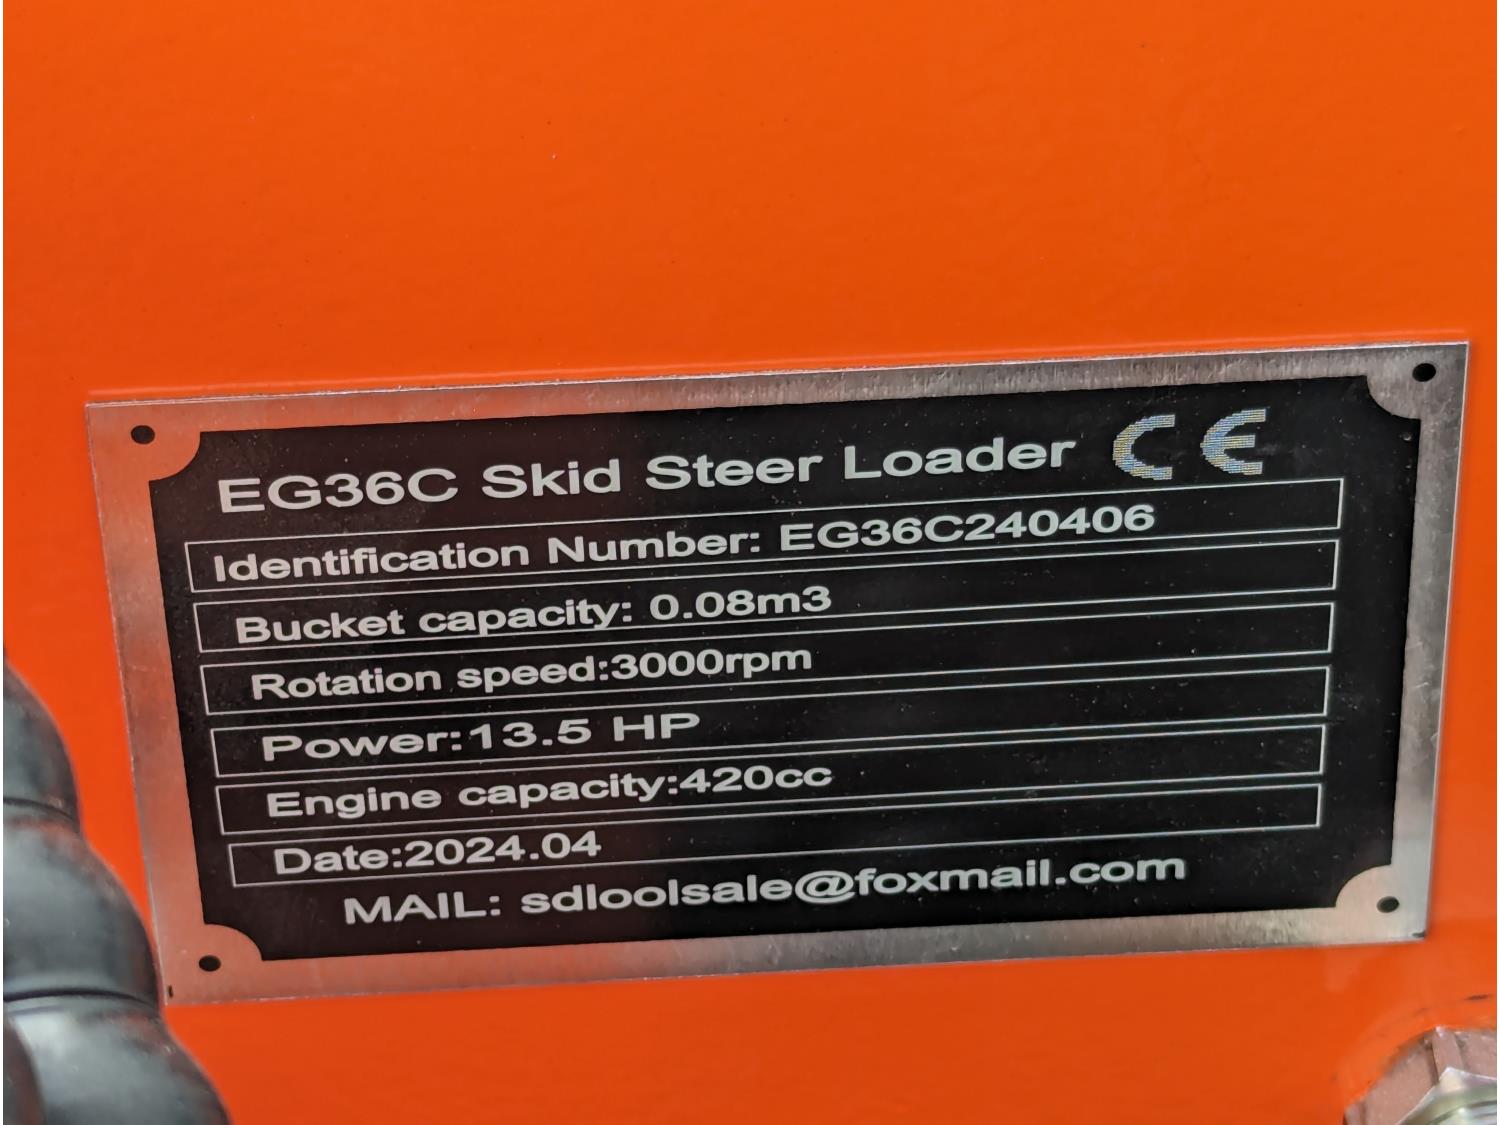 EG36C Skid Steer Loader CE
Identification Number: EG36C240406
Bucket capacity: 0.08m3
Rotation speed:3000rpm
Power:13.5 HP
Engine capacity:420cc
Date:2024.04
MAIL: sdloolsale@foxmail.com